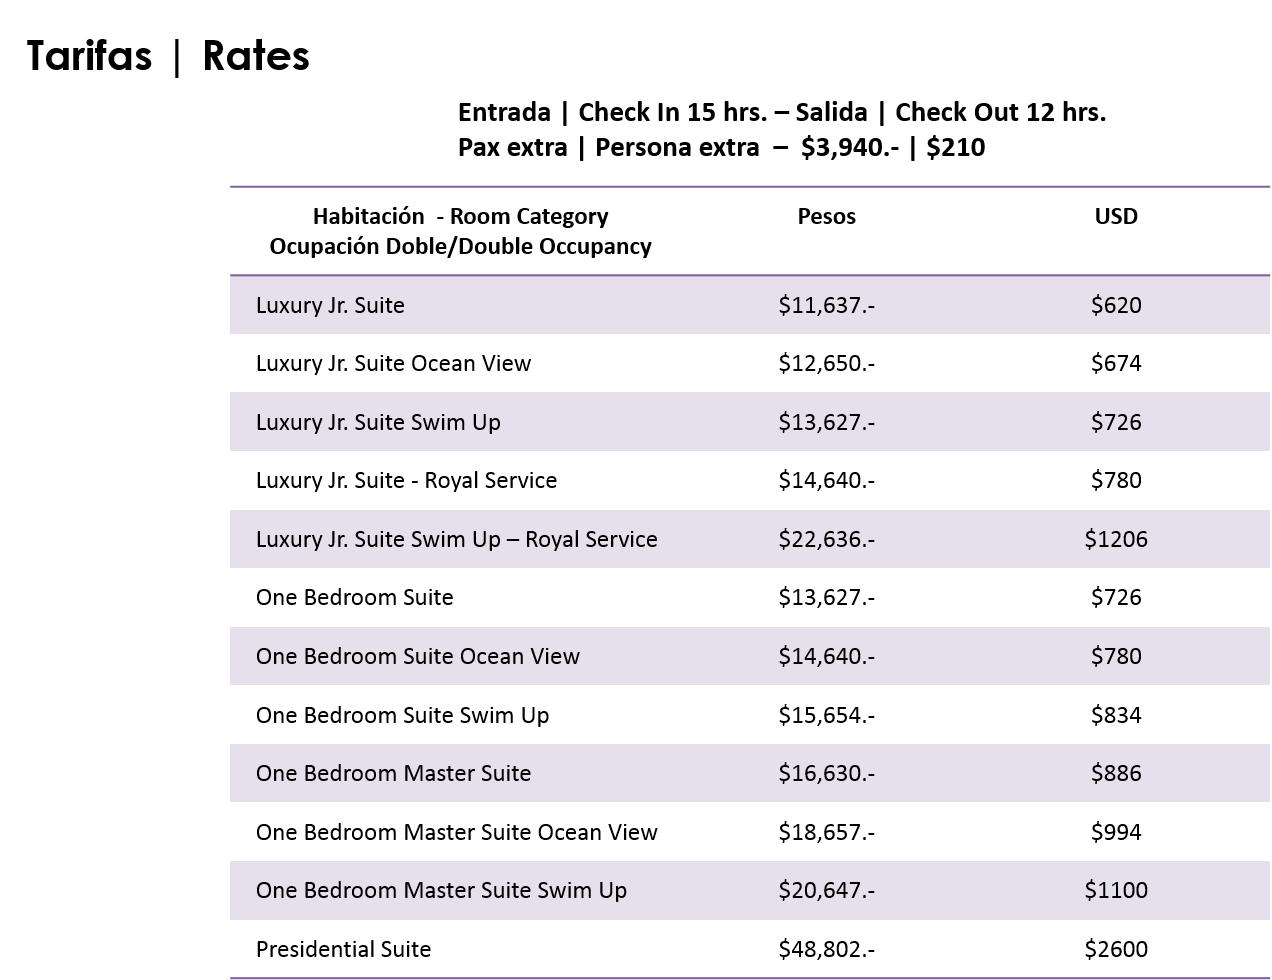 Tarifas | Rates
Entrada | Check In 15 hrs. – Salida | Check Out 12 hrs.
Pax extra | Persona extra – $3,940.- | $210
Habitación - Room Category Pesos USD
Ocupación Doble/Double Occupancy
Luxury Jr. Suite $11,637.- $620
Luxury Jr. Suite Ocean View $12,650.- $674
Luxury Jr. Suite Swim Up $13,627.- $726
Luxury Jr. Suite - Royal Service $14,640.- $780
Luxury Jr. Suite Swim Up – Royal Service $22,636.- $1206
One Bedroom Suite $13,627.- $726
One Bedroom Suite Ocean View $14,640.- $780
One Bedroom Suite Swim Up $15,654.- $834
One Bedroom Master Suite $16,630.- $886
One Bedroom Master Suite Ocean View $18,657.- $994
One Bedroom Master Suite Swim Up $20,647.- $1100
Presidential Suite $48,802.- $2600